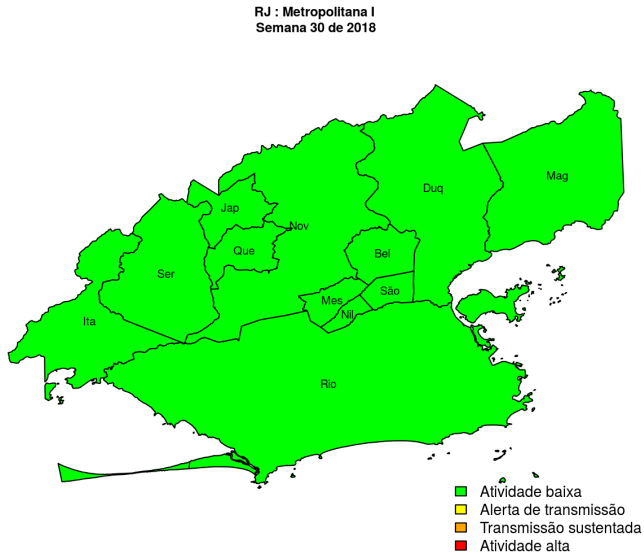 RJ : Metropolitana I
Semana 30 de 2018
Mag
Duq
Jap
Nov
Que
Bel
Ser
São
Mes
Nil
Ita
Rio
Atividade baixa
Alerta de transmissão
Transmissão sustentada
Atividade alta